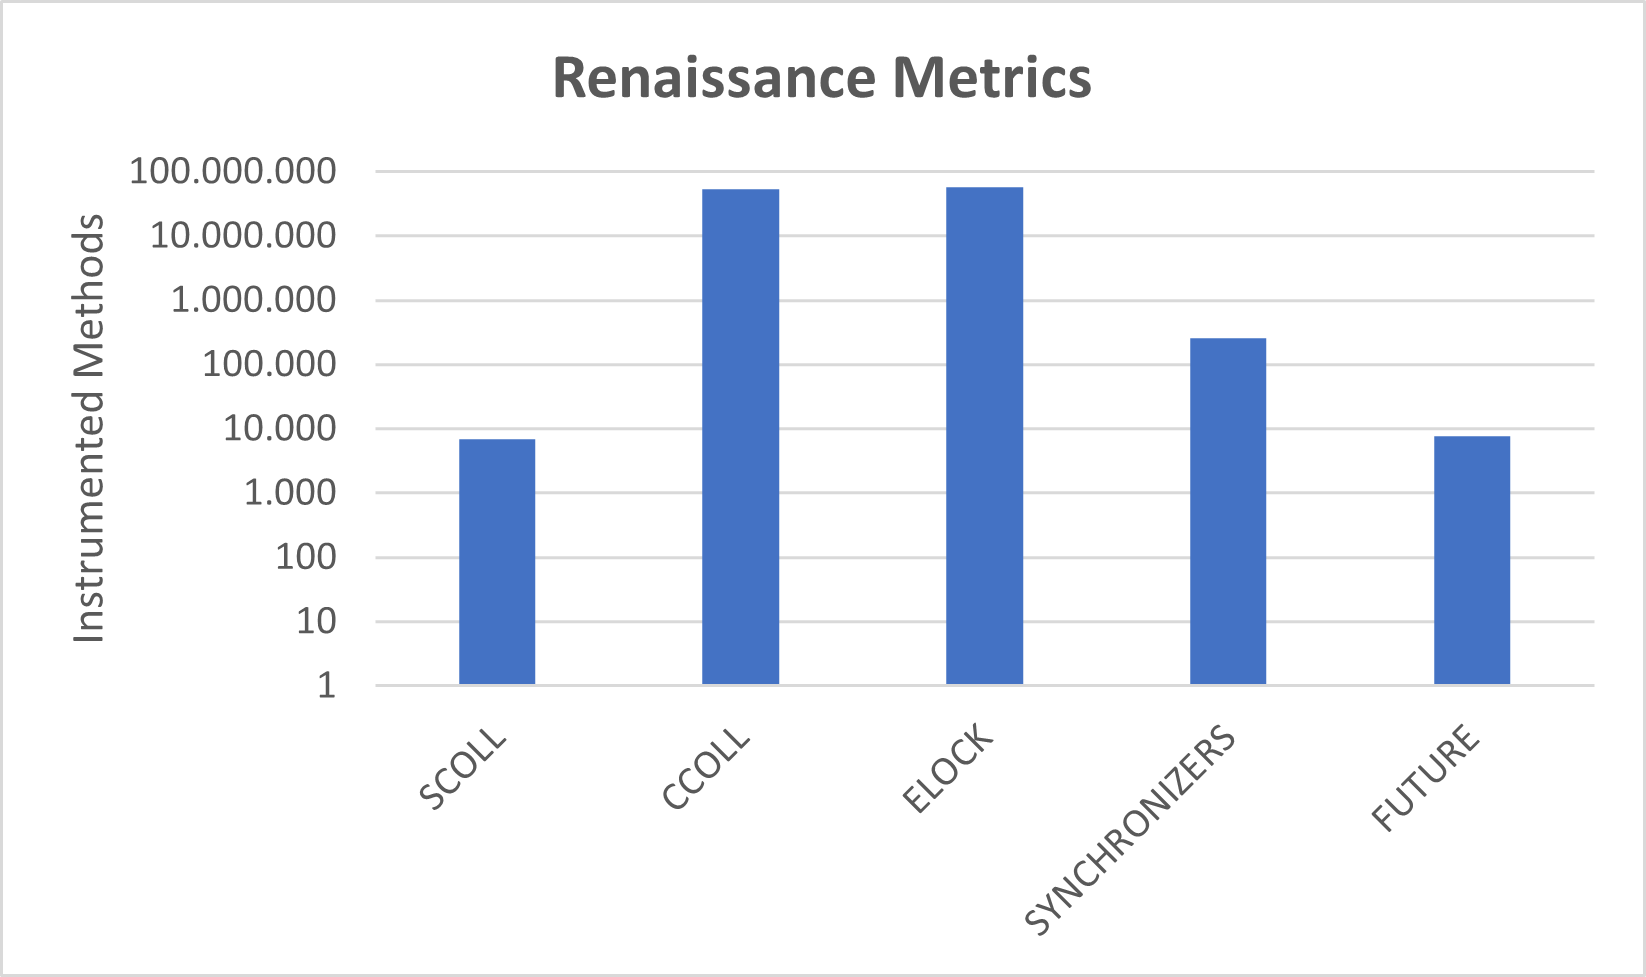 Renaissance Metrics
Instrumented Methods
100.000.000
10.000.000
1.000.000
100.000
10.000
1.000
100
10
1
SCOLL
CCOLL
ELOCK
SYNCHRONIZERS
FUTURE